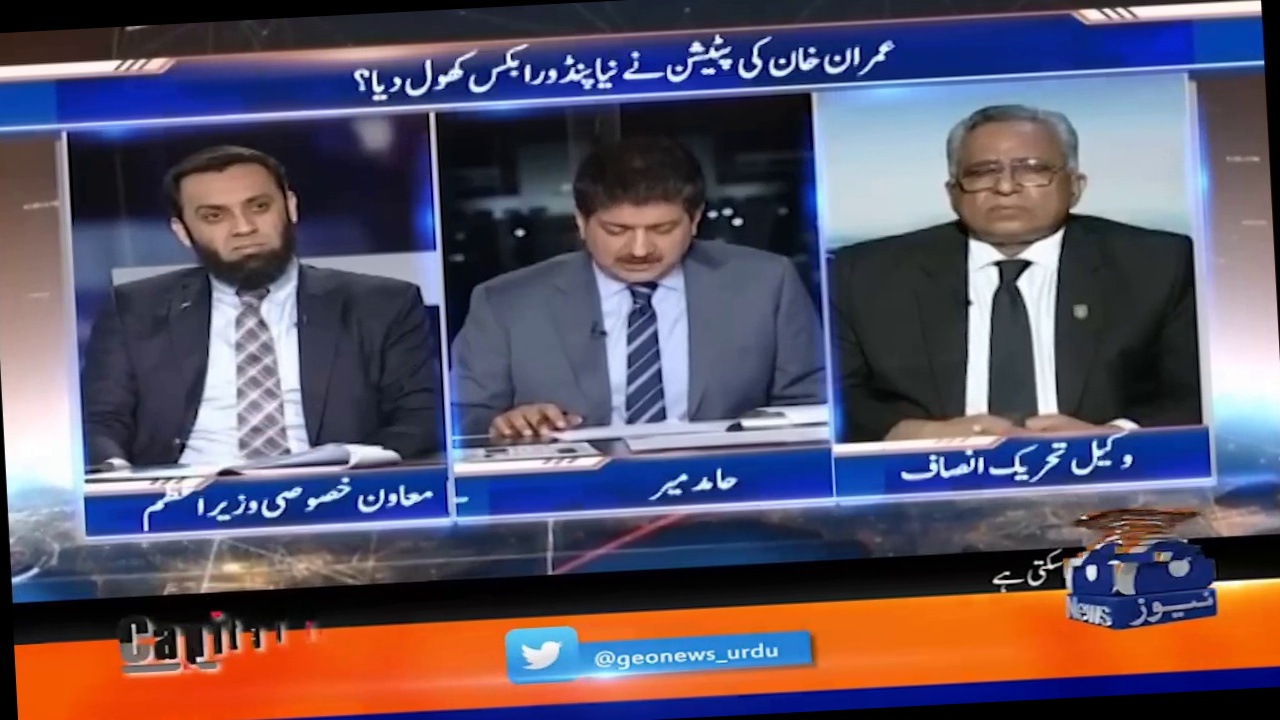 عمران خان کی پٹیشن نے نیا پنڈورا بکس کھول دیا؟
معاون خصوصی وزیراعظم
حامد میر
وکیل تحریک انصاف
سکتی ہے
News نیوز
@geonews_urdu